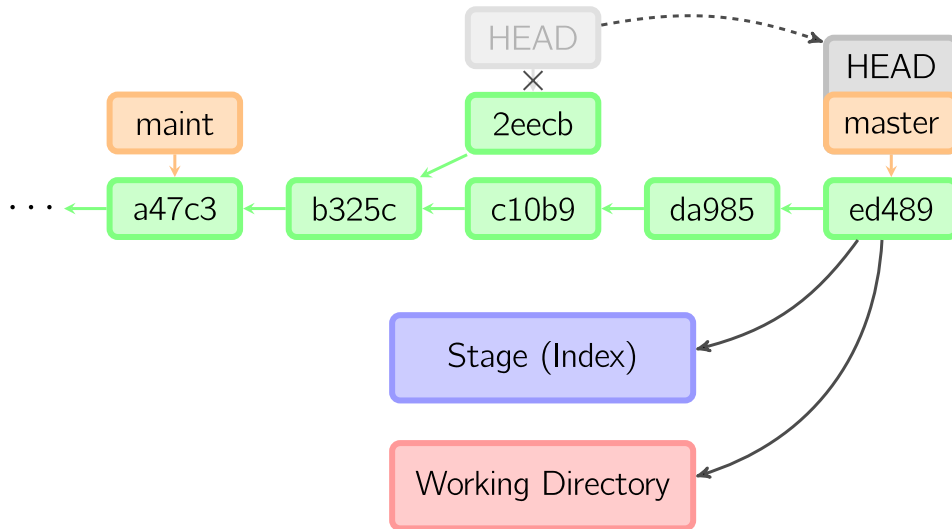 HEAD
HEAD
maint
2eecb
master
...
a47c3
b325c
c10b9
da985
ed489
Stage (Index)
Working Directory